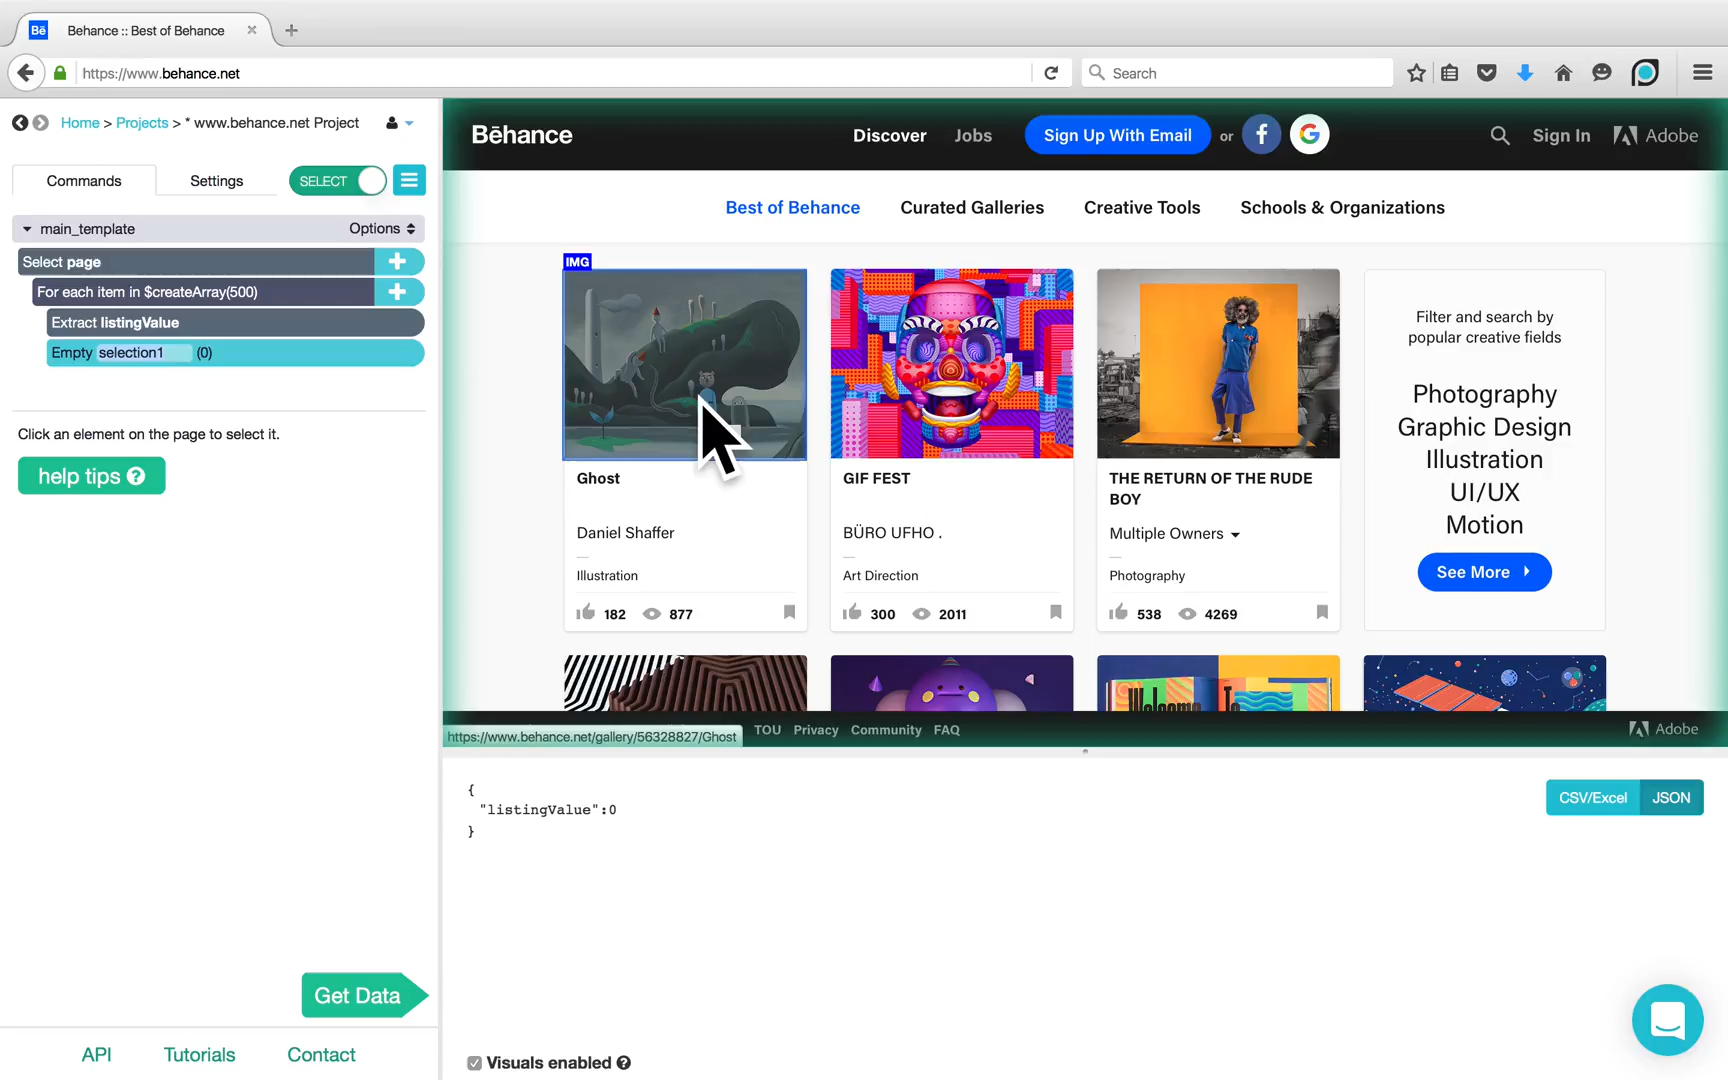 Bē Behance :: Best of Behance
https://www.behance.net
Search
Home > Projects > * www.behance.net Project
Commands
Settings
SELECT
main_template
Options
Select page
For each item in $createArray(500)
Extract listingValue
Empty selection1 (0)
Click an element on the page to select it.
help tips ?
Get Data
API
Tutorials
Contact
Bēhance
Discover
Jobs
Sign Up With Email
or
f
G
Sign In
Adobe
Best of Behance
Curated Galleries
Creative Tools
Schools & Organizations
IMG
Ghost
Daniel Shaffer
Illustration
182
877
GIF FEST
BÜRO UFHO .
Art Direction
300
2011
THE RETURN OF THE RUDE
BOY
Multiple Owners
Photography
538
4269
Filter and search by
popular creative fields
Photography
Graphic Design
Illustration
UI/UX
Motion
See More
Welcome To
https://www.behance.net/gallery/56328827/Ghost
TOU
Privacy
Community
FAQ
Adobe
{
"listingValue":0
}
CSV/Excel
JSON
Visuals enabled ?